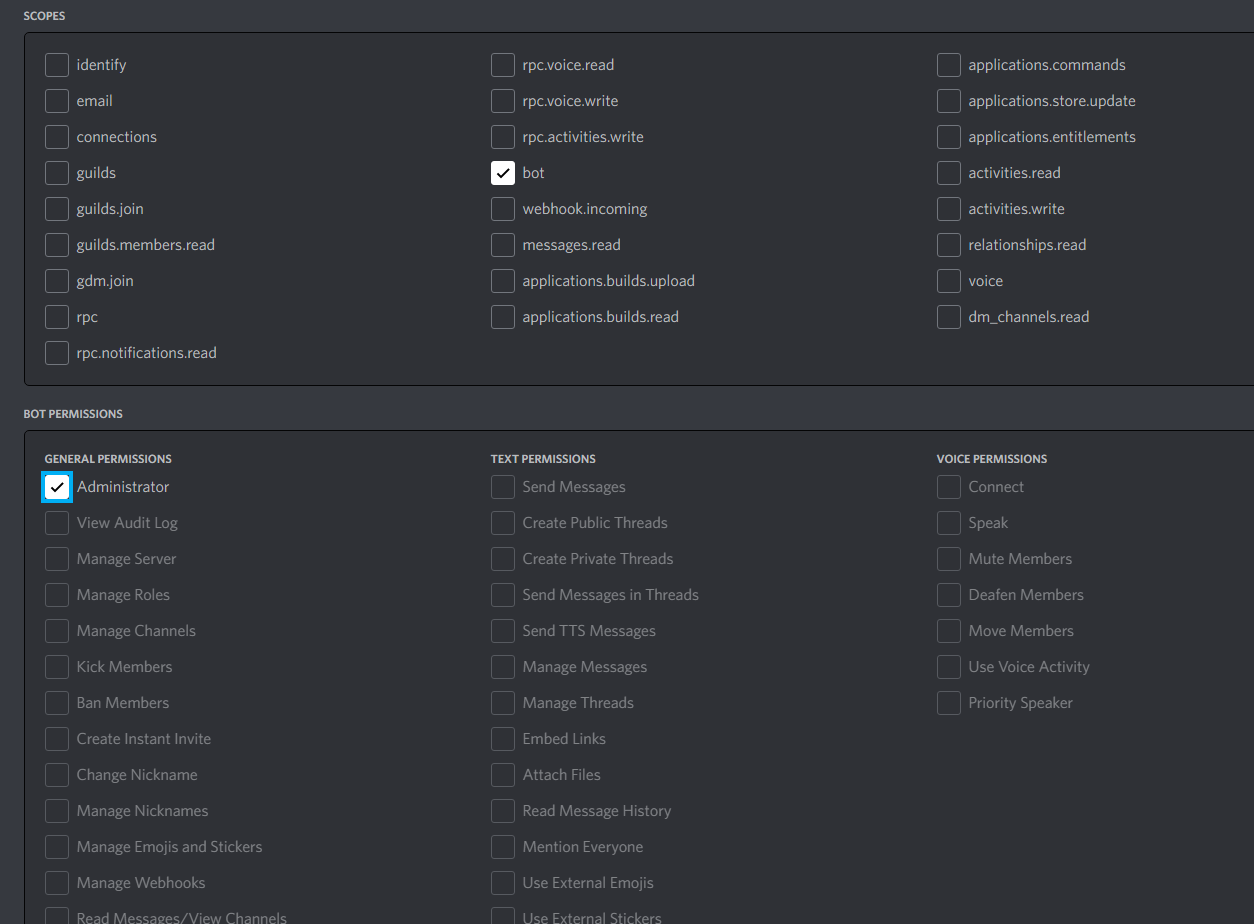 SCOPES
identify
email
connections
guilds
guilds.join
guilds.members.read
gdm.join
rpc
rpc.notifications.read
rpc.voice.read
rpc.voice.write
rpc.activities.write
bot
webhook.incoming
messages.read
applications.builds.upload
applications.builds.read
applications.commands
applications.store.update
applications.entitlements
activities.read
activities.write
relationships.read
voice
dm_channels.read
BOT PERMISSIONS
GENERAL PERMISSIONS
Administrator
View Audit Log
Manage Server
Manage Roles
Manage Channels
Kick Members
Ban Members
Create Instant Invite
Change Nickname
Manage Nicknames
Manage Emojis and Stickers
Manage Webhooks
Read Messages/View Channels
TEXT PERMISSIONS
Send Messages
Create Public Threads
Create Private Threads
Send Messages in Threads
Send TTS Messages
Manage Messages
Manage Threads
Embed Links
Attach Files
Read Message History
Mention Everyone
Use External Emojis
Use External Stickers
VOICE PERMISSIONS
Connect
Speak
Mute Members
Deafen Members
Move Members
Use Voice Activity
Priority Speaker